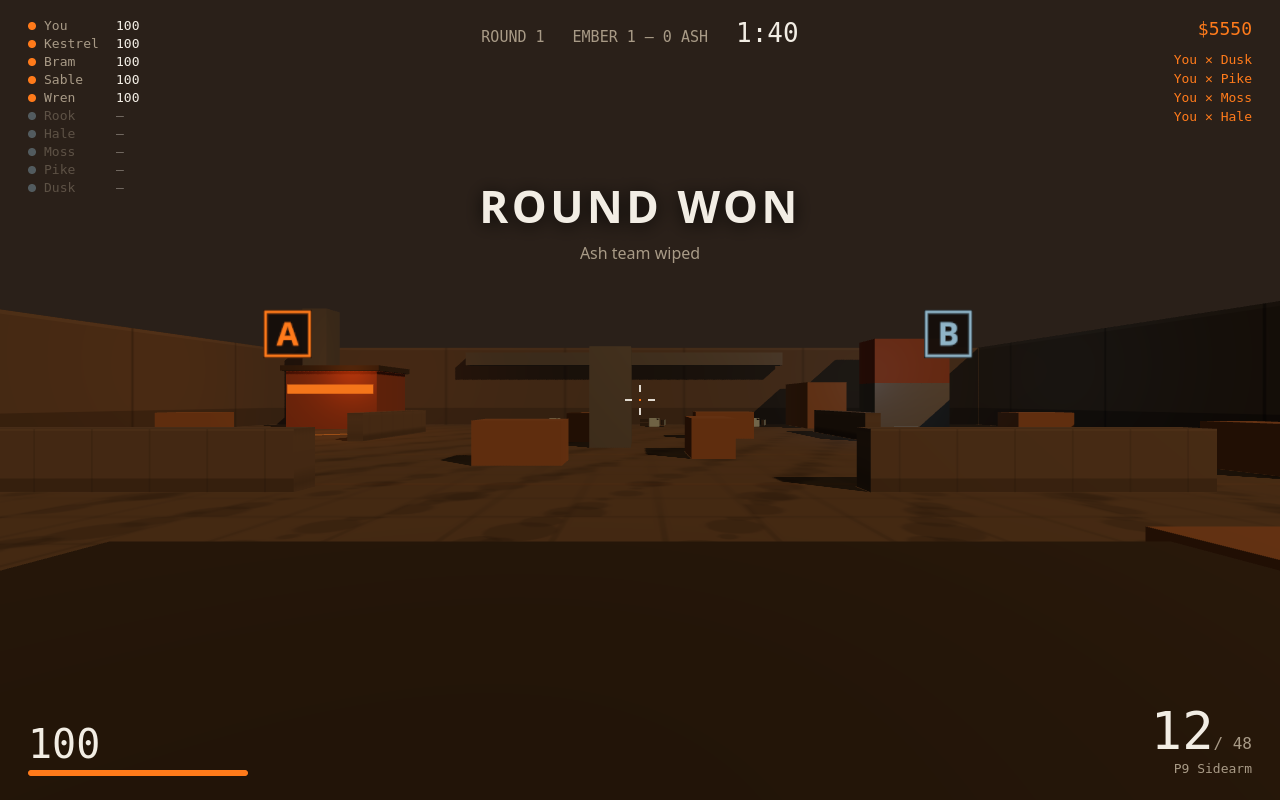 You 100
Kestrel 100
Bram 100
Sable 100
Wren 100
Rook —
Hale —
Moss —
Pike —
Dusk —
ROUND 1 EMBER 1 — 0 ASH 1:40
$5550
You × Dusk
You × Pike
You × Moss
You × Hale
ROUND WON
Ash team wiped
A
B
100
12 / 48
P9 Sidearm